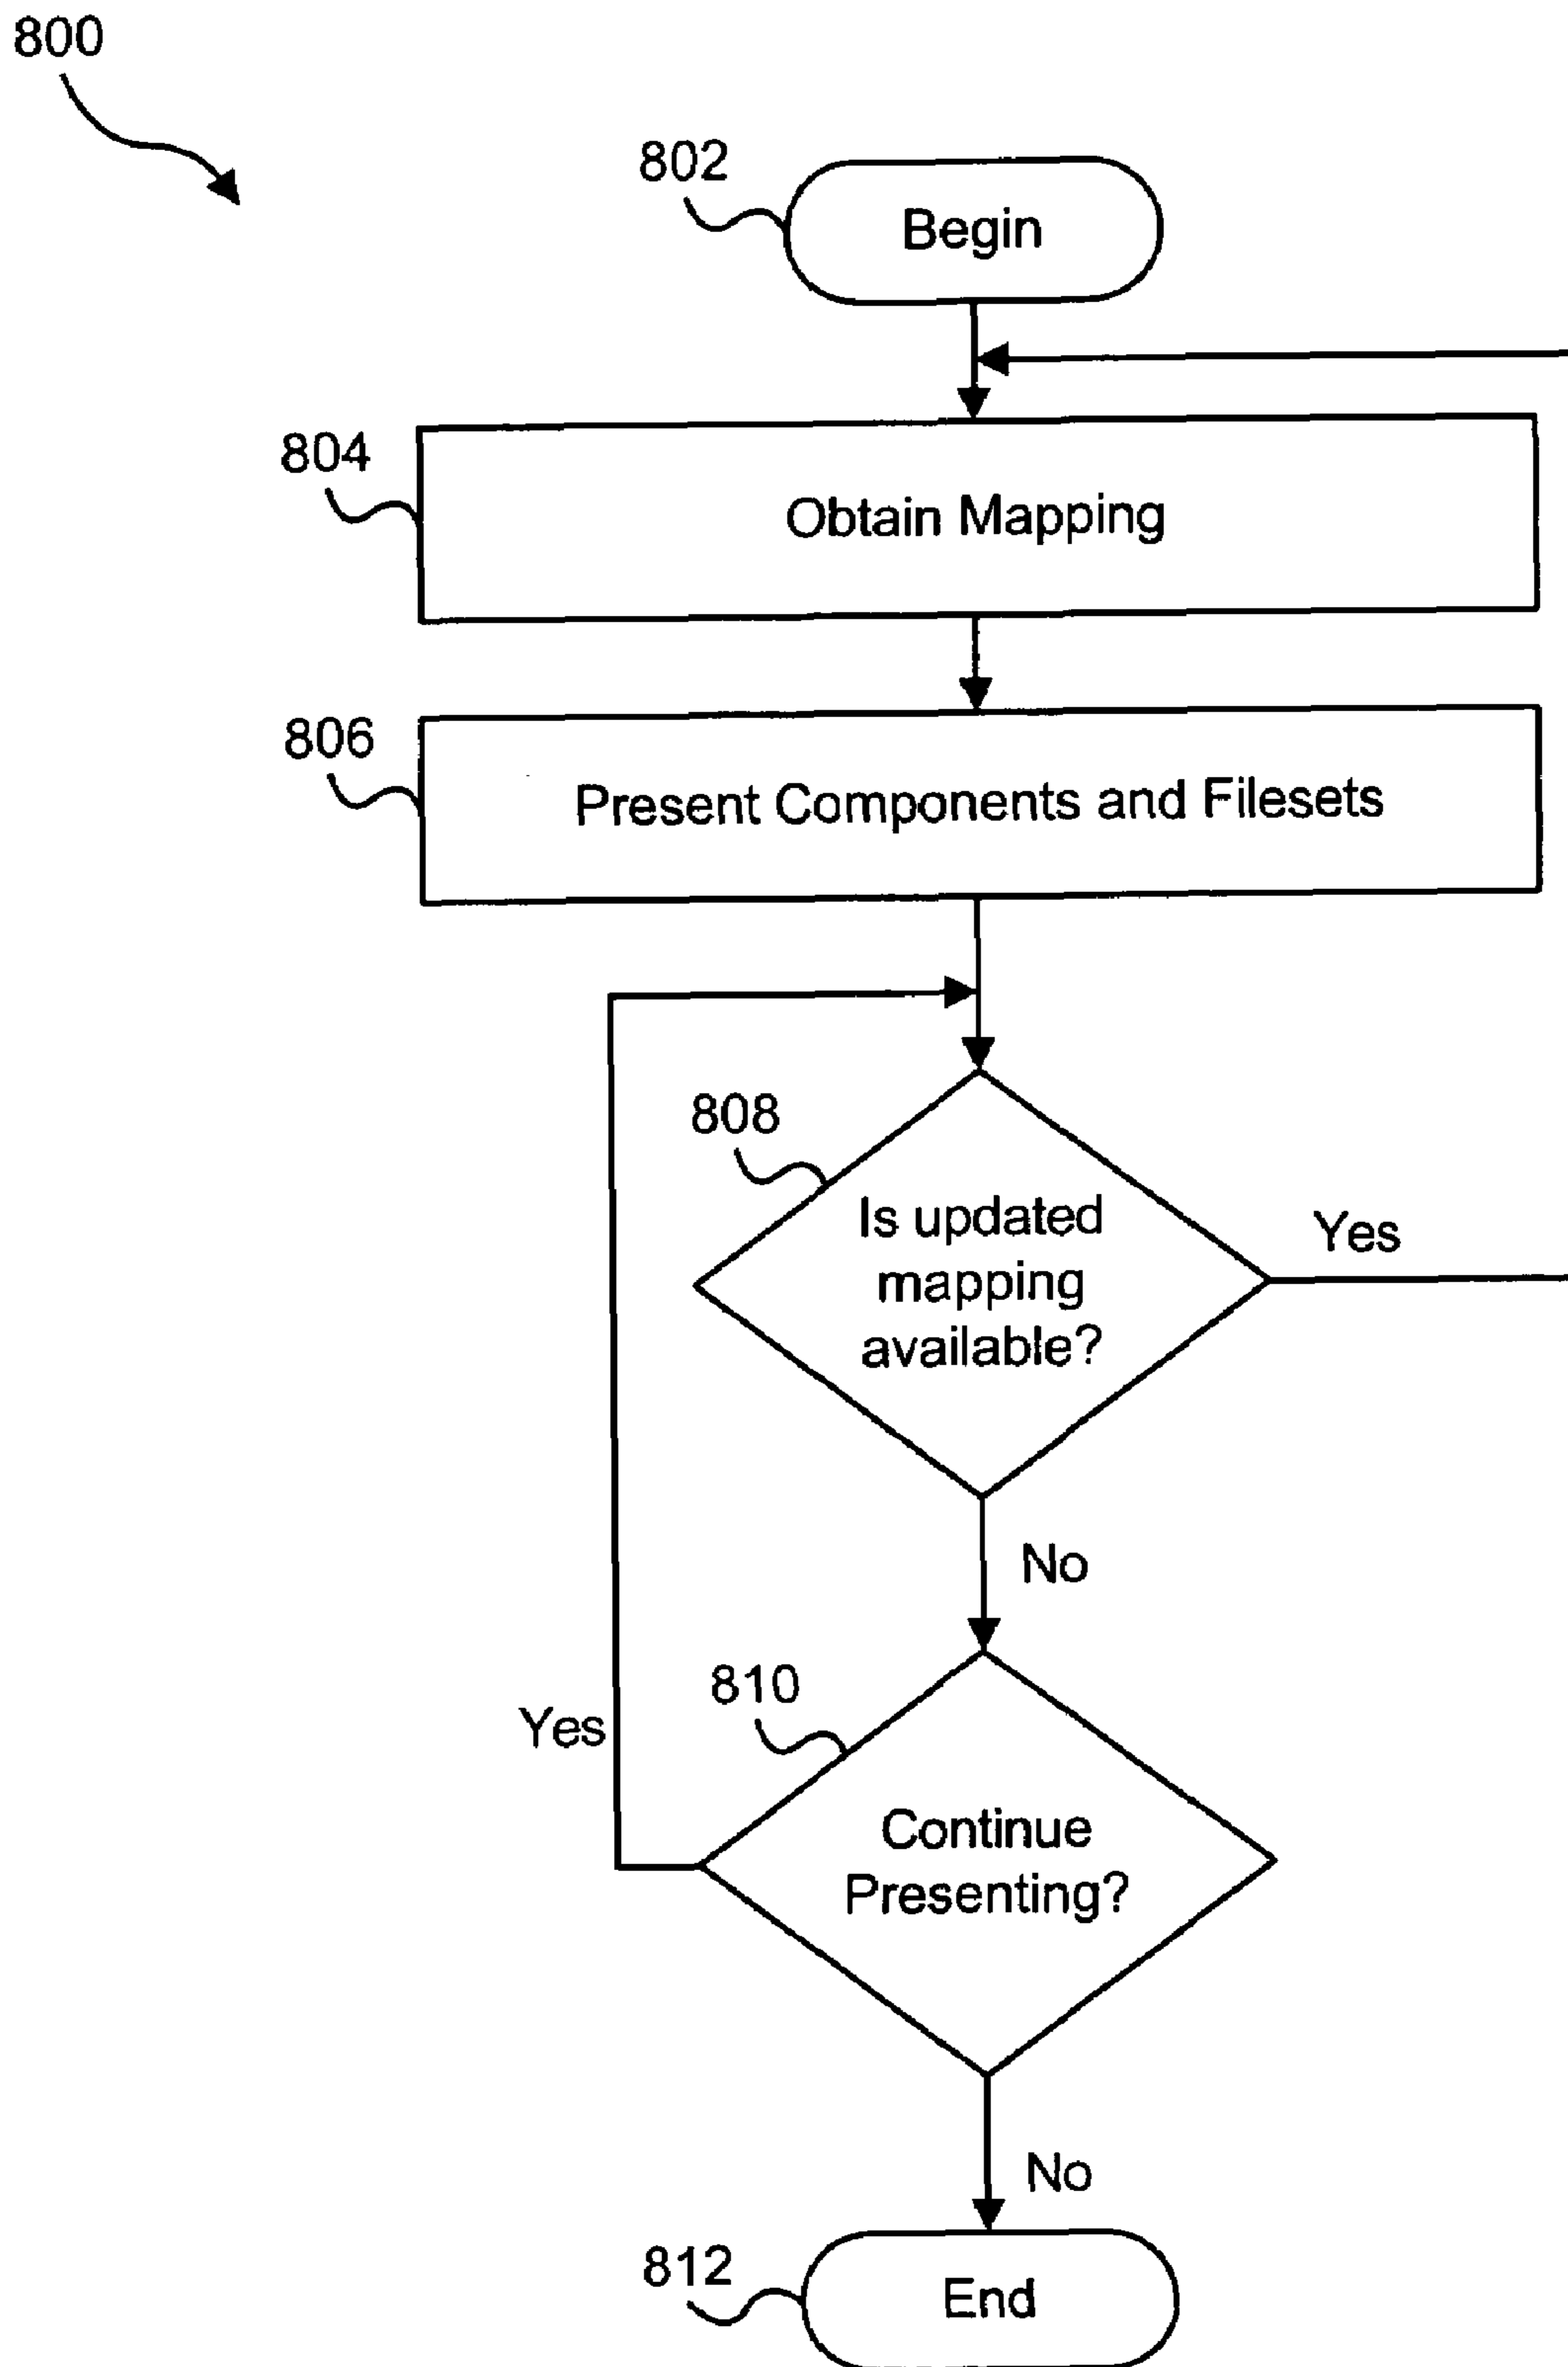 800
802
Begin
804
Obtain Mapping
806
Present Components and Filesets
808
Is updated
mapping
available?
Yes
No
810
Yes
Continue
Presenting?
No
812
End